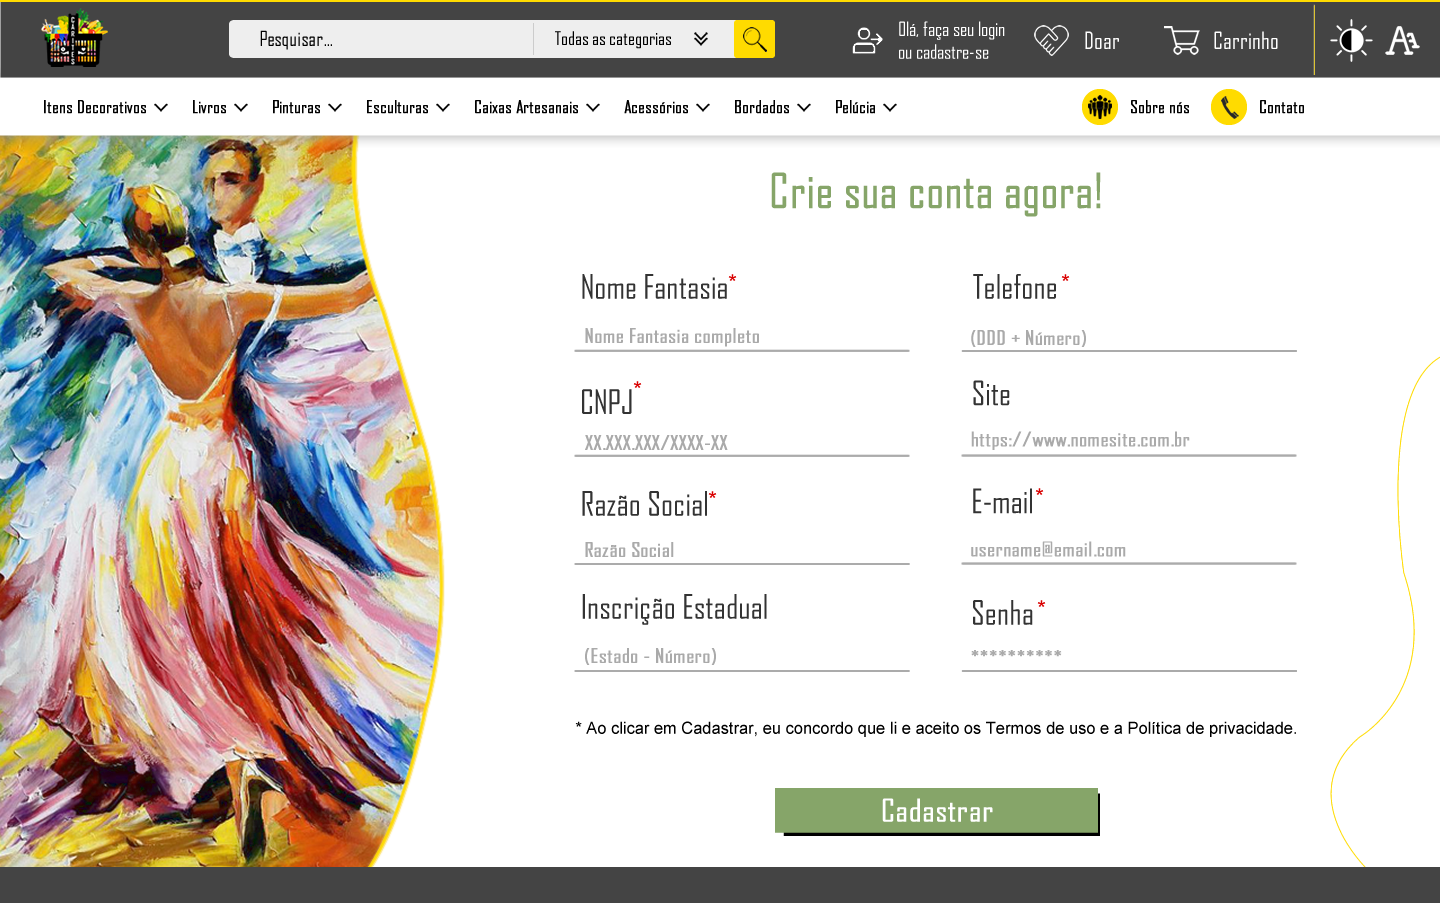 CARITAS
Pesquisar...
Todas as categorias
Olá, faça seu login
ou cadastre-se
Doar
Carrinho
Itens Decorativos
Livros
Pinturas
Esculturas
Caixas Artesanais
Acessórios
Bordados
Pelúcia
Sobre nós
Contato
Crie sua conta agora!
Nome Fantasia*
Nome Fantasia completo
Telefone*
(DDD + Número)
CNPJ*
XX.XXX.XXX/XXXX-XX
Site
https://www.nomesite.com.br
Razão Social*
Razão Social
E-mail*
username@email.com
Inscrição Estadual
(Estado - Número)
Senha*
**********
* Ao clicar em Cadastrar, eu concordo que li e aceito os Termos de uso e a Política de privacidade.
Cadastrar